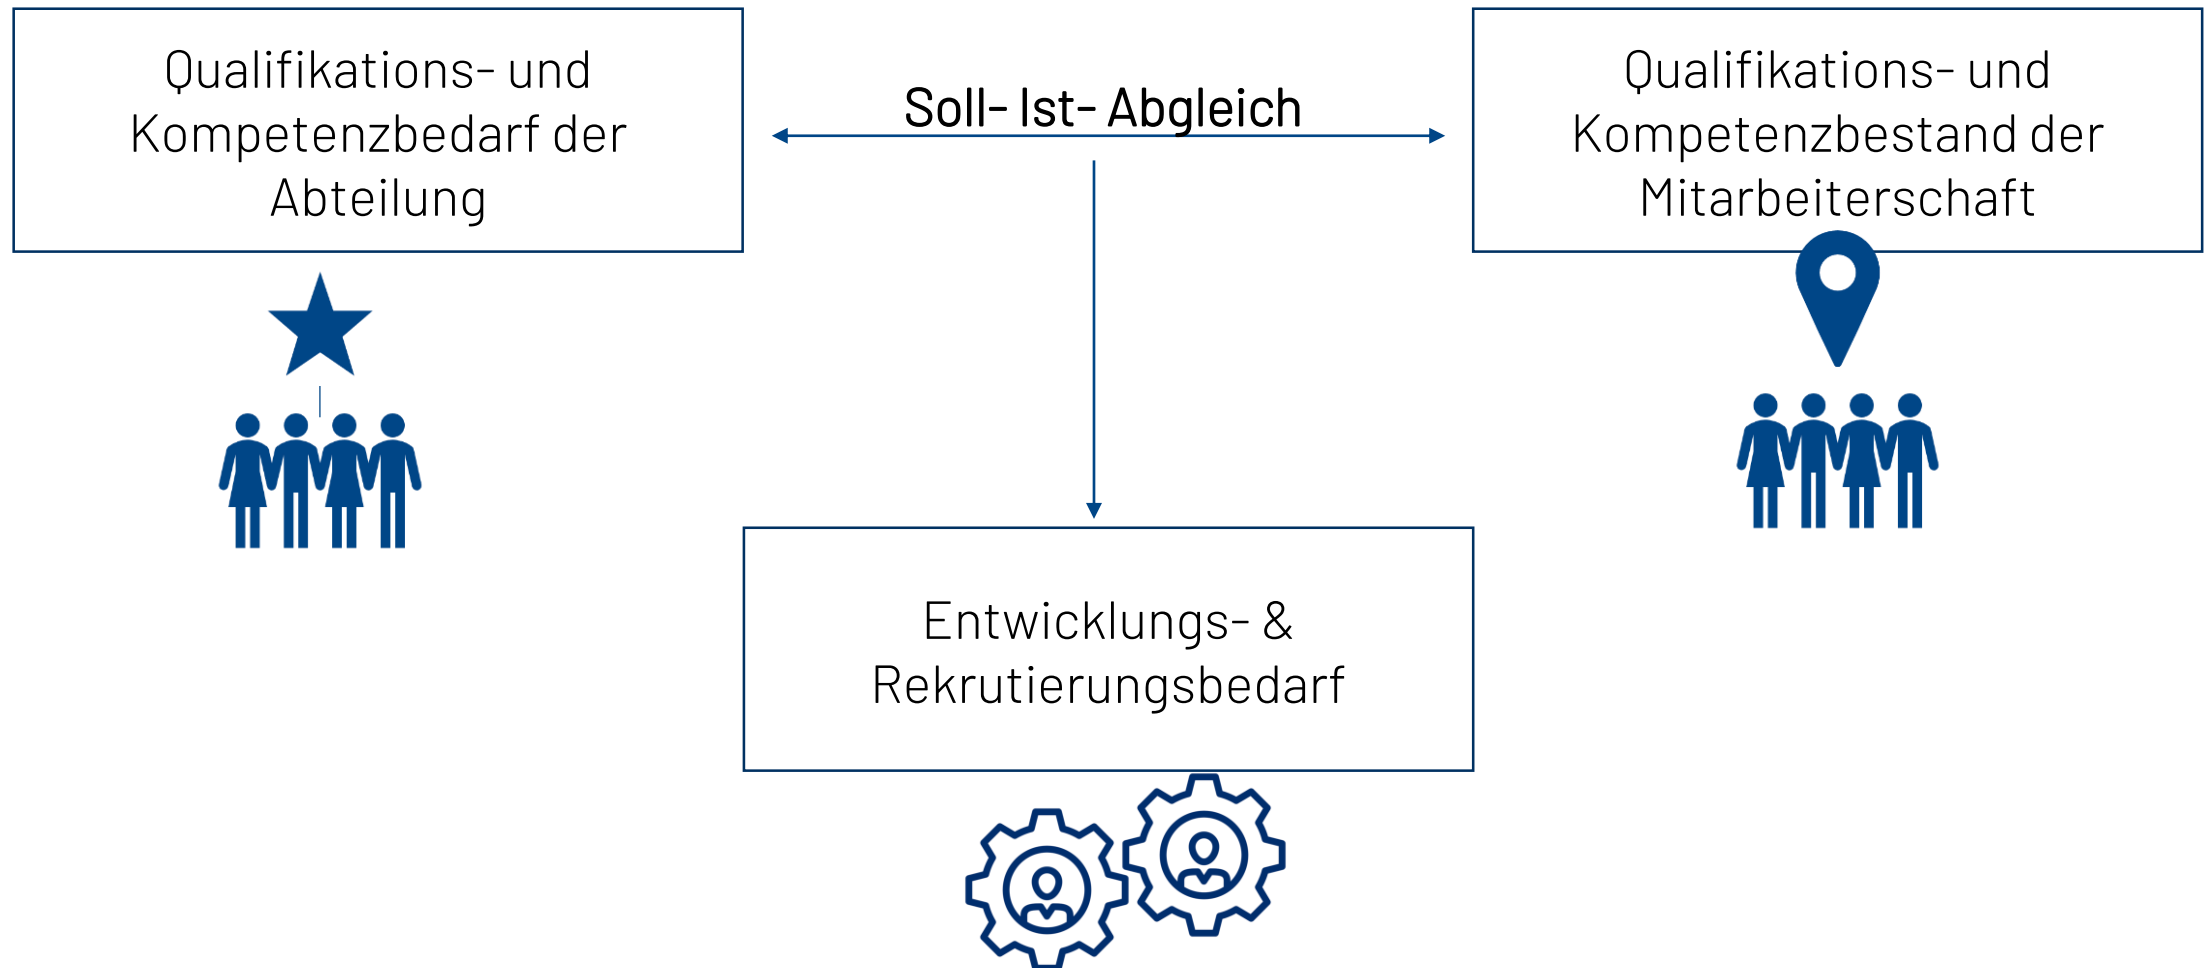 Qualifikations- und
Kompetenzbedarf der
Abteilung
Soll- Ist- Abgleich
Qualifikations- und
Kompetenzbestand der
Mitarbeiterschaft
Entwicklungs- &
Rekrutierungsbedarf